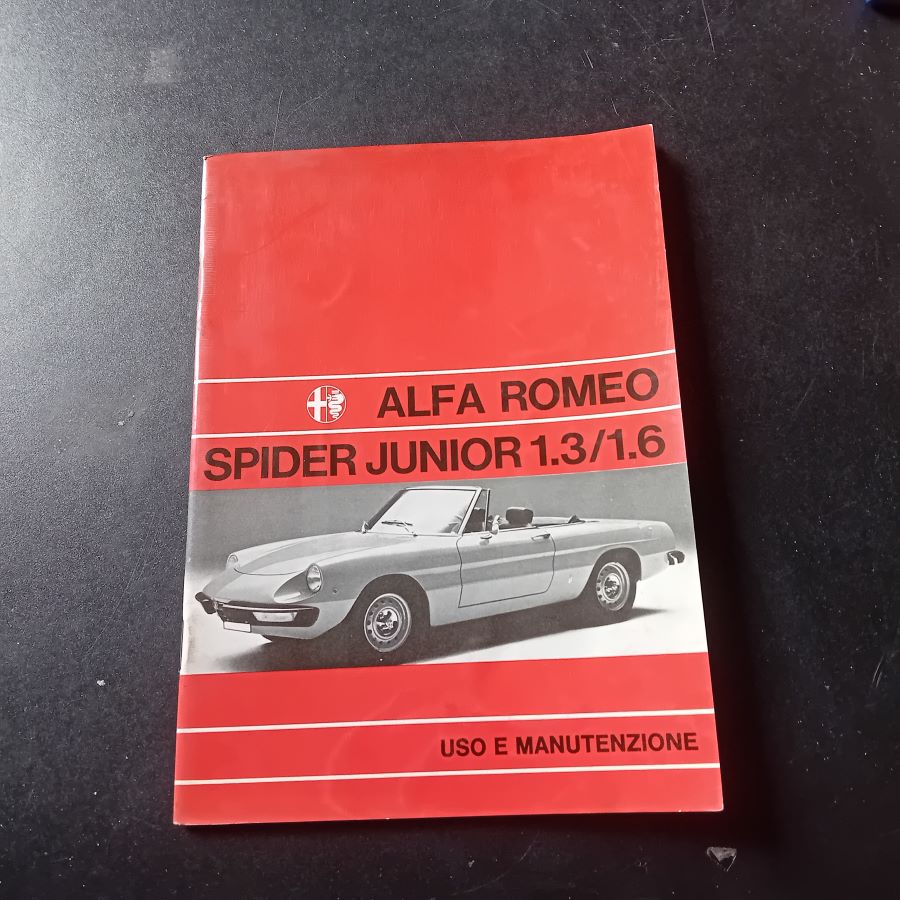 ALFA ROMEO
SPIDER JUNIOR 1.3/1.6
USO E MANUTENZIONE